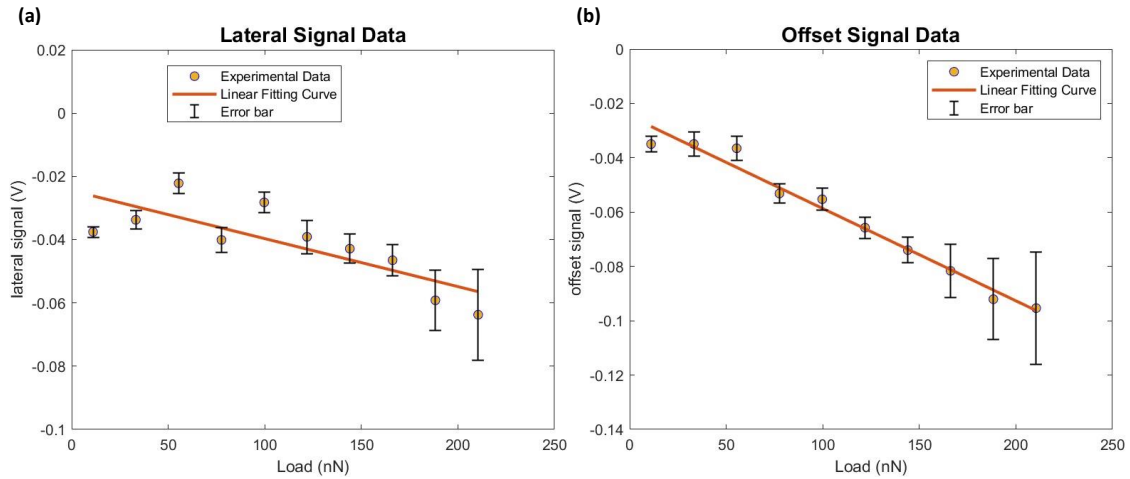 (a)
Lateral Signal Data
0.02
0
-0.02
-0.04
-0.06
-0.08
-0.1
lateral signal (V)
Experimental Data
Linear Fitting Curve
Error bar
0 50 100 150 200 250
Load (nN)
(b)
Offset Signal Data
0
-0.02
-0.04
-0.06
-0.08
-0.1
-0.12
-0.14
offset signal (V)
Experimental Data
Linear Fitting Curve
Error bar
0 50 100 150 200 250
Load (nN)